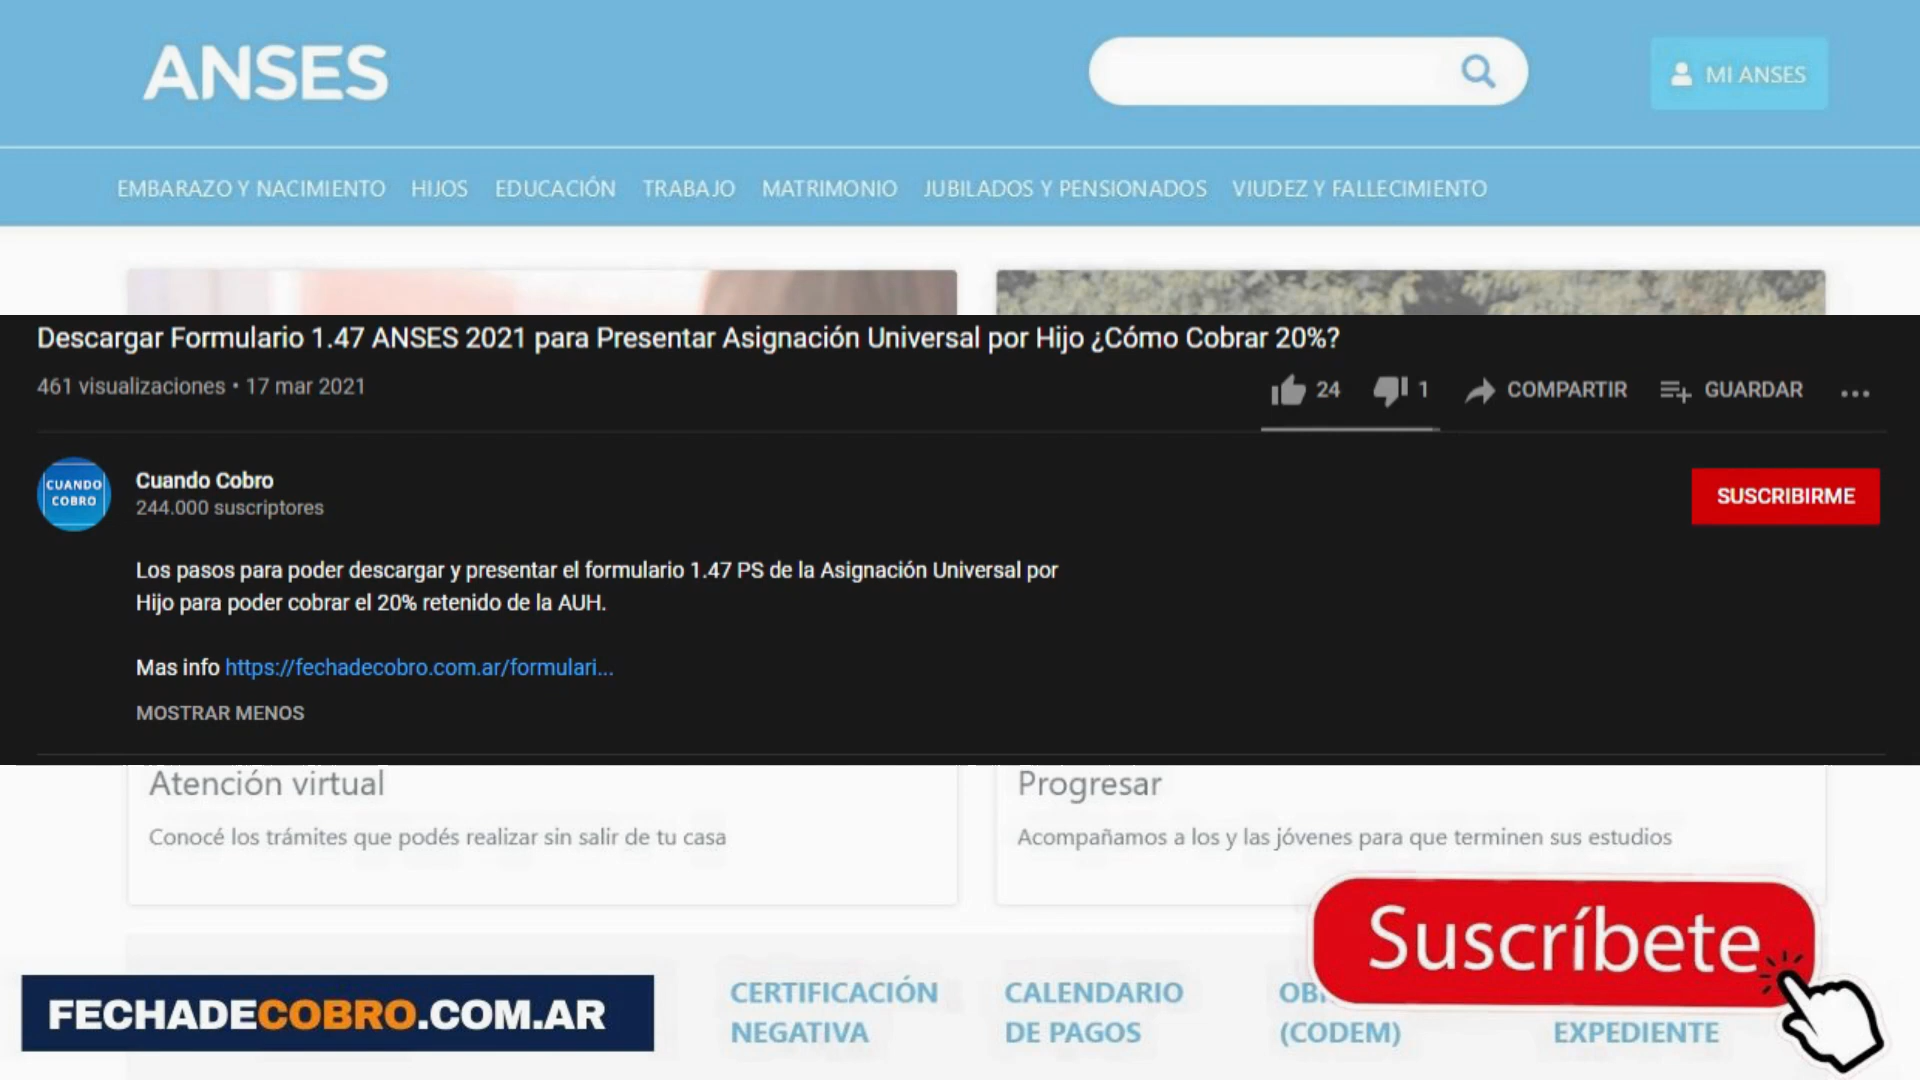 ANSES
MI ANSES
EMBARAZO Y NACIMIENTO HIJOS EDUCACIÓN TRABAJO MATRIMONIO JUBILADOS Y PENSIONADOS VIUDEZ Y FALLECIMIENTO
Descargar Formulario 1.47 ANSES 2021 para Presentar Asignación Universal por Hijo ¿Cómo Cobrar 20%?
461 visualizaciones • 17 mar 2021
24 1 COMPARTIR GUARDAR ...
CUANDO
COBRO
Cuando Cobro
244.000 suscriptores
SUSCRIBIRME
Los pasos para poder descargar y presentar el formulario 1.47 PS de la Asignación Universal por
Hijo para poder cobrar el 20% retenido de la AUH.
Mas info https://fechadecobro.com.ar/formulari...
MOSTRAR MENOS
Atención virtual
Conocé los trámites que podés realizar sin salir de tu casa
Progresar
Acompañamos a los y las jóvenes para que terminen sus estudios
Suscríbete
FECHADECOBRO.COM.AR
CERTIFICACIÓN
NEGATIVA
CALENDARIO
DE PAGOS
(CODEM)
EXPEDIENTE